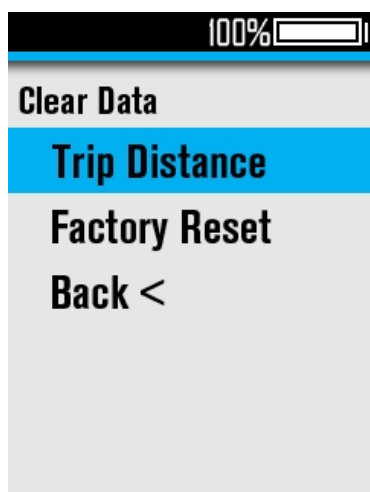 100%
Clear Data
Trip Distance
Factory Reset
Back <